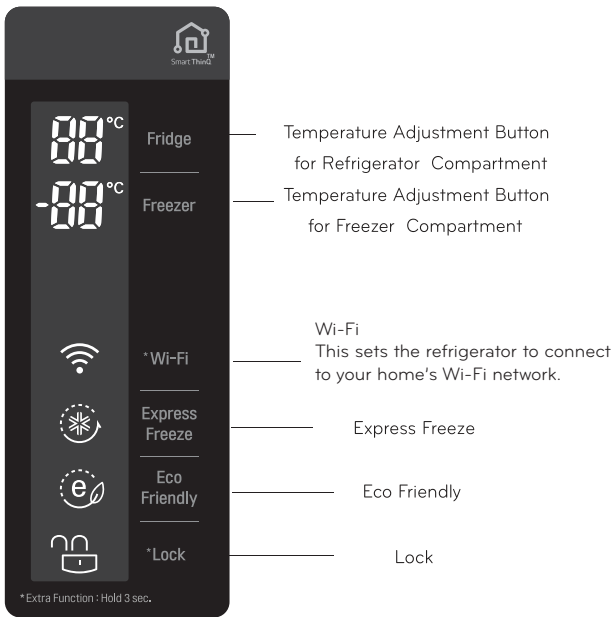 Smart ThinQ™
88°C
Fridge
Temperature Adjustment Button
for Refrigerator Compartment
-88°C
Freezer
Temperature Adjustment Button
for Freezer Compartment
*Wi-Fi
Wi-Fi
This sets the refrigerator to connect
to your home's Wi-Fi network.
Express
Freeze
Express Freeze
e
Eco
Friendly
Eco Friendly
*Lock
Lock
*Extra Function : Hold 3 sec.